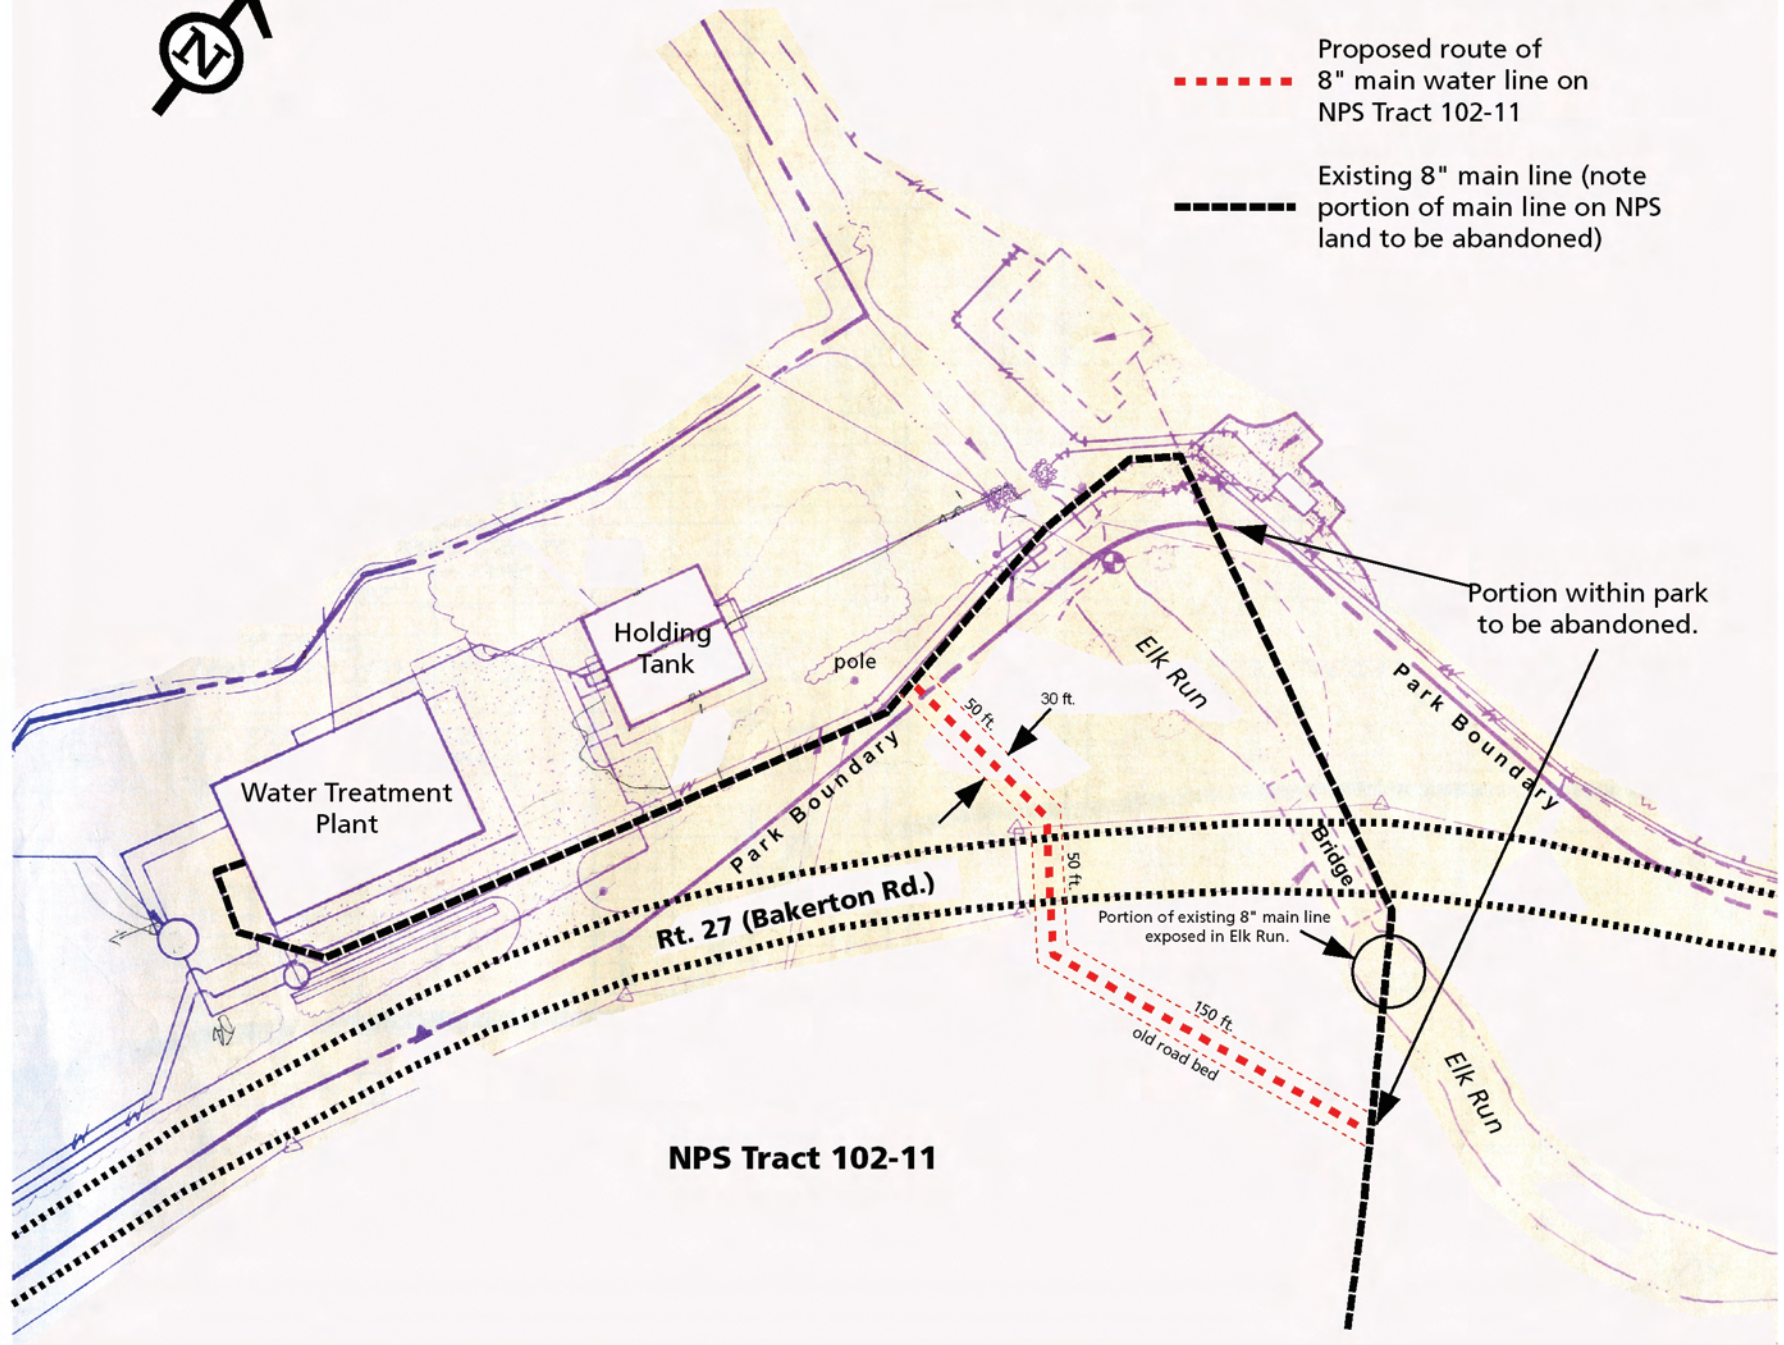 N
Proposed route of
8" main water line on
NPS Tract 102-11
Existing 8" main line (note
portion of main line on NPS
land to be abandoned)
Portion within park
to be abandoned.
Holding
Tank
pole
Elk Run
50 ft.
30 ft.
Park Boundary
Water Treatment
Plant
Park Boundary
Bridge
50 ft.
Rt. 27 (Bakerton Rd.)
Portion of existing 8" main line
exposed in Elk Run.
150 ft.
old road bed
Elk Run
NPS Tract 102-11